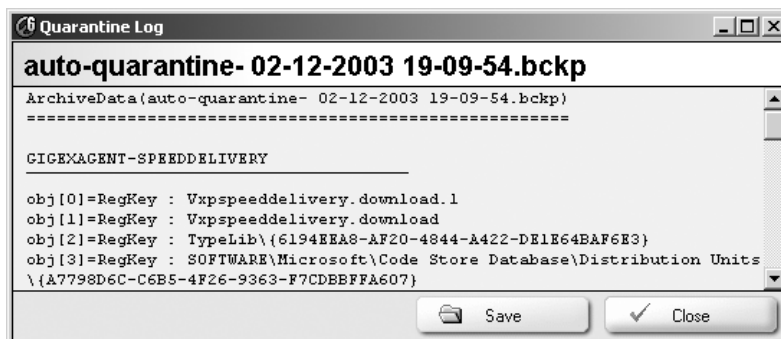 Quarantine Log
auto-quarantine- 02-12-2003 19-09-54.bckp
ArchiveData(auto-quarantine- 02-12-2003 19-09-54.bckp)
======================================================
GIGEXAGENT-SPEEDDELIVERY
obj[0]=RegKey : Vxpspeeddelivery.download.1
obj[1]=RegKey : Vxpspeeddelivery.download
obj[2]=RegKey : TypeLib\{6194EEA8-AF20-4844-A422-DE1E64BAF6E3}
obj[3]=RegKey : SOFTWARE\Microsoft\Code Store Database\Distribution Units
\{A7798D6C-C6B5-4F26-9363-F7CDBBFFA607}
Save
Close